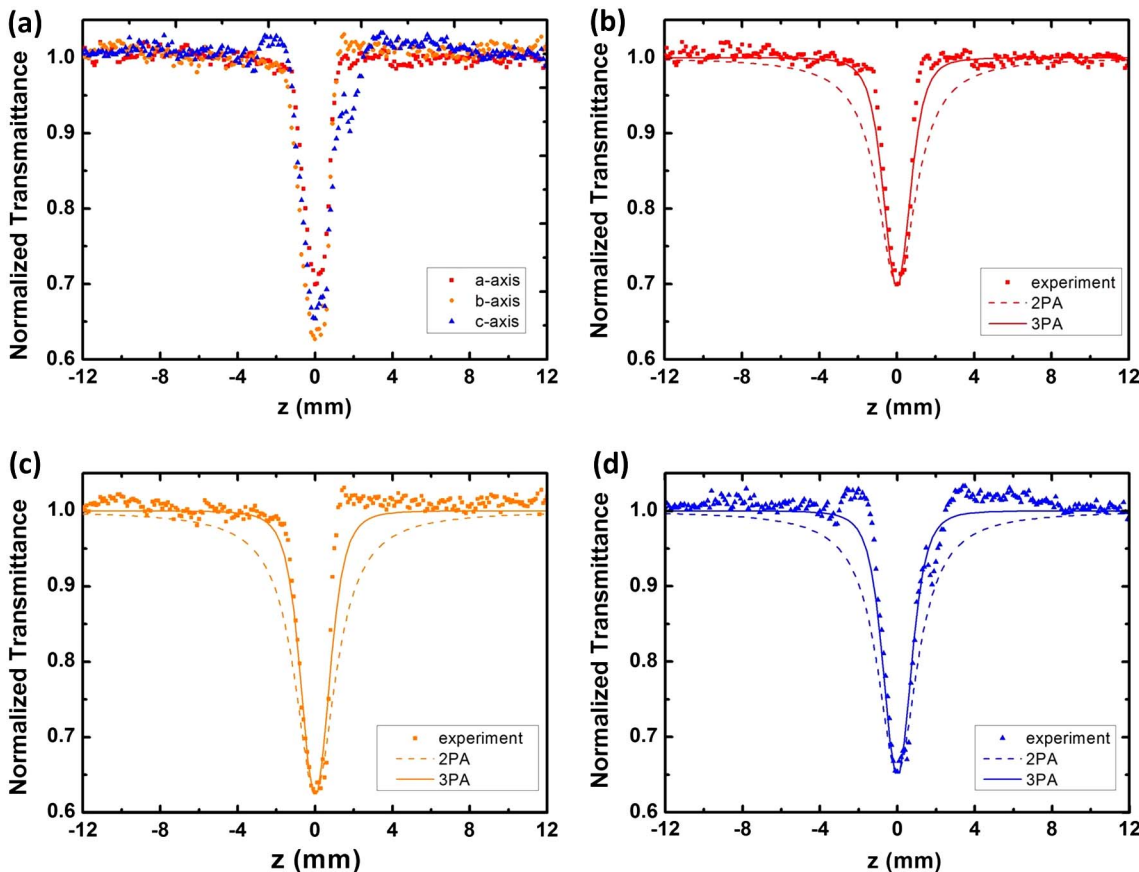 (a)
Normalized Transmaittance
1.0
0.9
0.8
0.7
0.6
a-axis
b-axis
c-axis
-12 -8 -4 0 4 8 12
z (mm)
(b)
Normalized Transmittance
1.0
0.9
0.8
0.7
0.6
experiment
2PA
3PA
-12 -8 -4 0 4 8 12
z (mm)
(c)
Normalized Transmittance
1.0
0.9
0.8
0.7
0.6
experiment
2PA
3PA
-12 -8 -4 0 4 8 12
z (mm)
(d)
Normalized Transmittance
1.0
0.9
0.8
0.7
0.6
experiment
2PA
3PA
-12 -8 -4 0 4 8 12
z (mm)